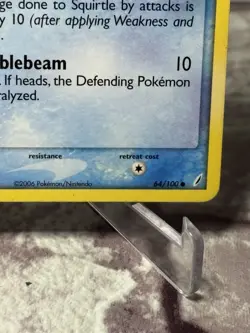 ge done to Squirtle by attacks is
y 10 (after applying Weakness and
blebeam 10
. If heads, the Defending Pokémon
ralyzed.
resistance retreat cost
©2006 Pokémon/Nintendo 64/100